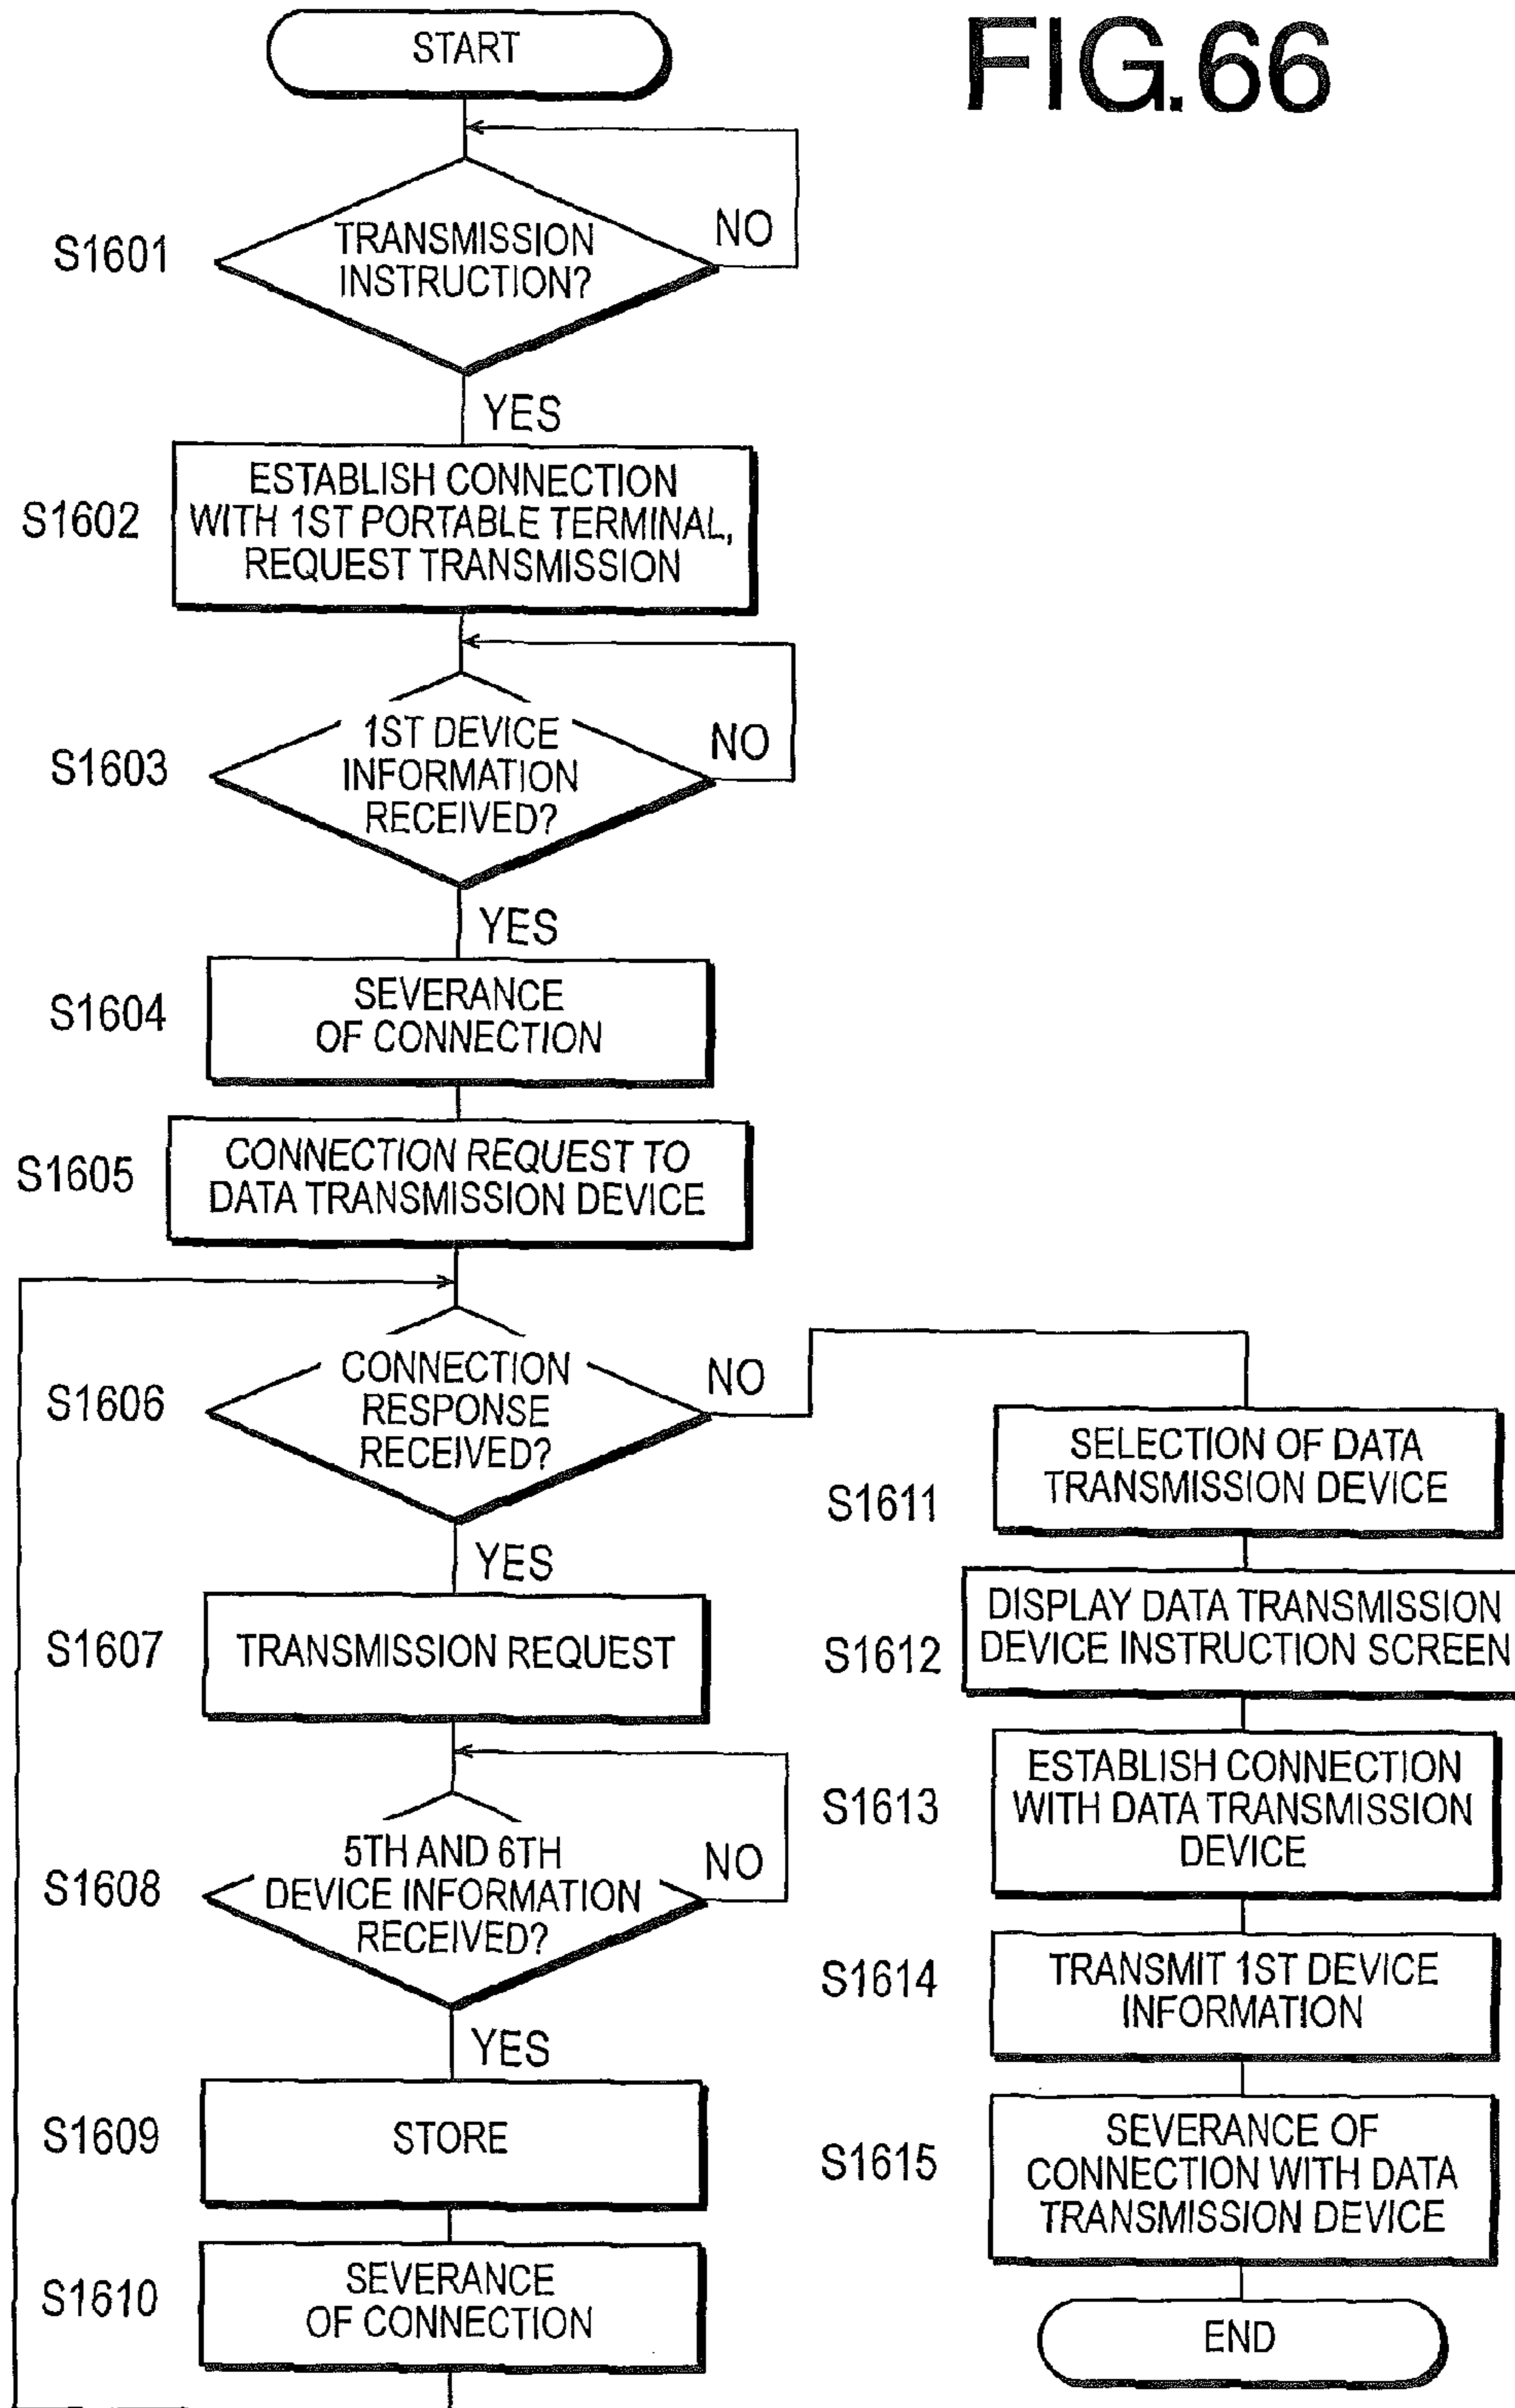 FIG.66
START
S1601
TRANSMISSION
INSTRUCTION?
NO
YES
S1602
ESTABLISH CONNECTION
WITH 1ST PORTABLE TERMINAL,
REQUEST TRANSMISSION
S1603
1ST DEVICE
INFORMATION
RECEIVED?
NO
YES
S1604
SEVERANCE
OF CONNECTION
S1605
CONNECTION REQUEST TO
DATA TRANSMISSION DEVICE
S1606
CONNECTION
RESPONSE
RECEIVED?
NO
YES
S1607
TRANSMISSION REQUEST
S1608
5TH AND 6TH
DEVICE INFORMATION
RECEIVED?
NO
YES
S1609
STORE
S1610
SEVERANCE
OF CONNECTION
S1611
SELECTION OF DATA
TRANSMISSION DEVICE
S1612
DISPLAY DATA TRANSMISSION
DEVICE INSTRUCTION SCREEN
S1613
ESTABLISH CONNECTION
WITH DATA TRANSMISSION
DEVICE
S1614
TRANSMIT 1ST DEVICE
INFORMATION
S1615
SEVERANCE OF
CONNECTION WITH DATA
TRANSMISSION DEVICE
END